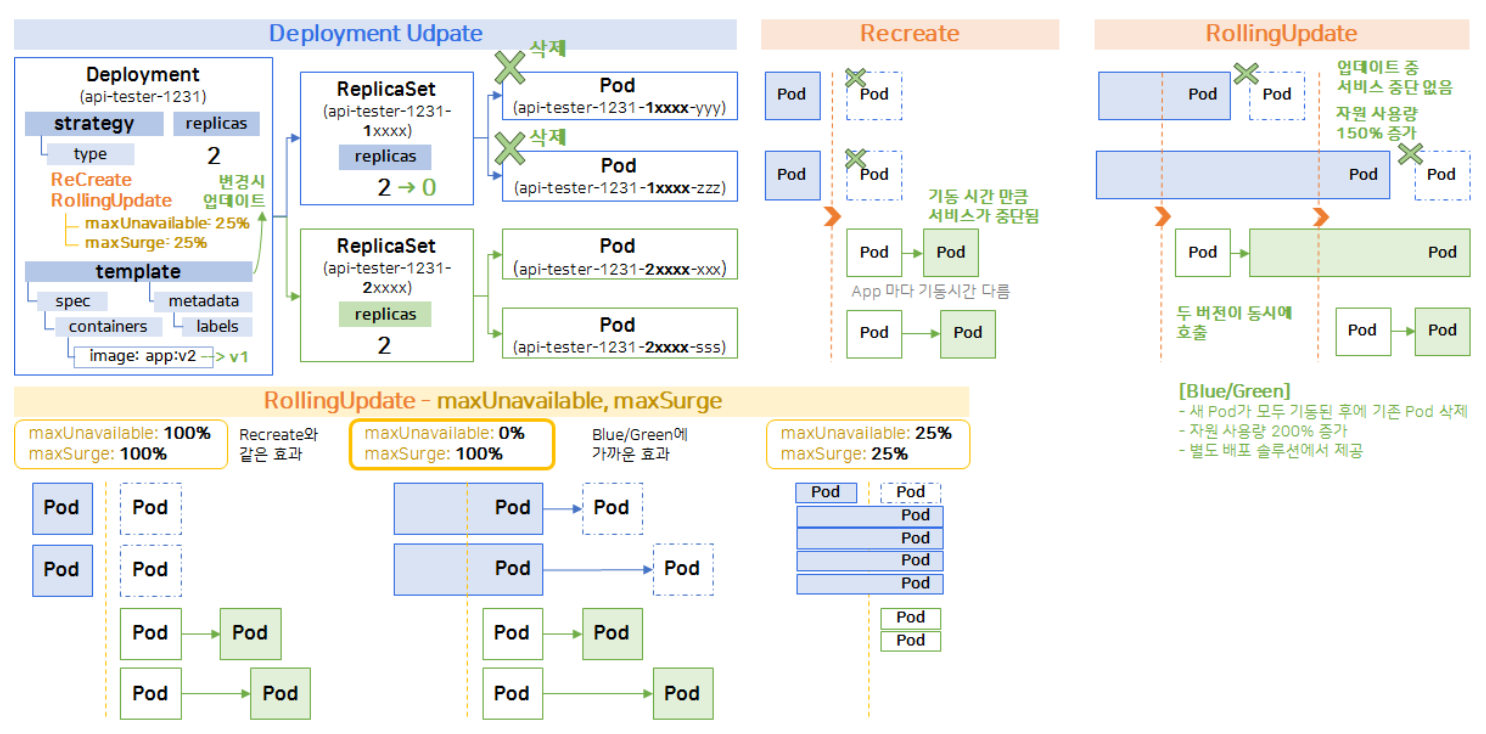 Deployment Udpate
Deployment
(api-tester-1231)
strategy
replicas
type
2
ReCreate
RollingUpdate
변경시
업데이트
maxUnavailable: 25%
maxSurge: 25%
template
spec
metadata
containers
labels
image: app:v2 --> v1
ReplicaSet
(api-tester-1231-
1xxxx)
replicas
2 → 0
삭제
Pod
(api-tester-1231-1xxxx-yyy)
삭제
Pod
(api-tester-1231-1xxxx-zzz)
ReplicaSet
(api-tester-1231-
2xxxx)
replicas
2
Pod
(api-tester-1231-2xxxx-xxx)
Pod
(api-tester-1231-2xxxx-sss)
Recreate
Pod
Pod
Pod
Pod
기동 시간 만큼
서비스가 중단됨
Pod
Pod
App 마다 기동시간 다름
Pod
Pod
RollingUpdate
업데이트 중
서비스 중단 없음
Pod
Pod
자원 사용량
150% 증가
Pod
Pod
Pod
Pod
두 버전이 동시에
호출
Pod
Pod
[Blue/Green]
- 새 Pod가 모두 기동된 후에 기존 Pod 삭제
- 자원 사용량 200% 증가
- 별도 배포 솔루션에서 제공
RollingUpdate - maxUnavailable, maxSurge
maxUnavailable: 100%
maxSurge: 100%
Recreate와
같은 효과
Pod
Pod
Pod
Pod
Pod
Pod
Pod
Pod
maxUnavailable: 0%
maxSurge: 100%
Blue/Green에
가까운 효과
Pod
Pod
Pod
Pod
Pod
Pod
Pod
Pod
maxUnavailable: 25%
maxSurge: 25%
Pod
Pod
Pod
Pod
Pod
Pod
Pod
Pod